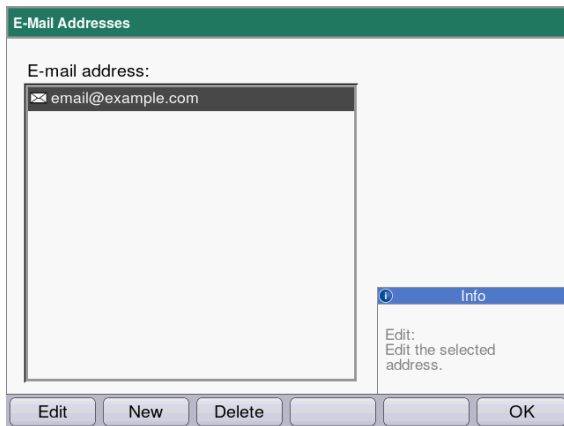 E-Mail Addresses
E-mail address:
email@example.com
Info
Edit:
Edit the selected
address.
Edit
New
Delete
OK